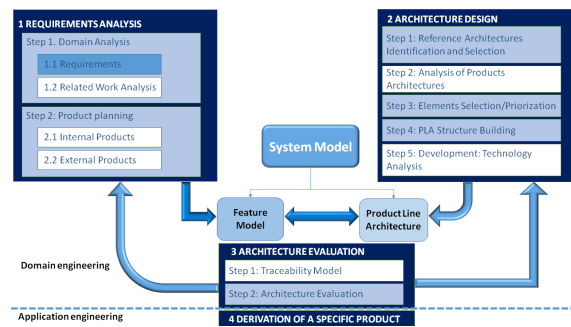 1 REQUIREMENTS ANALYSIS
Step 1. Domain Analysis
1.1 Requirements
1.2 Related Work Analysis
Step 2: Product planning
2.1 Internal Products
2.2 External Products
2 ARCHITECTURE DESIGN
Step 1: Reference Architectures
Identification and Selection
Step 2: Analysis of Products
Architectures
Step 3: Elements Selection/Priorization
Step 4: PLA Structure Building
Step 5: Development: Technology
Analysis
System Model
Feature
Model
Product Line
Architecture
3 ARCHITECTURE EVALUATION
Step 1: Traceability Model
Step 2: Architecture Evaluation
Domain engineering
Application engineering
4 DERIVATION OF A SPECIFIC PRODUCT